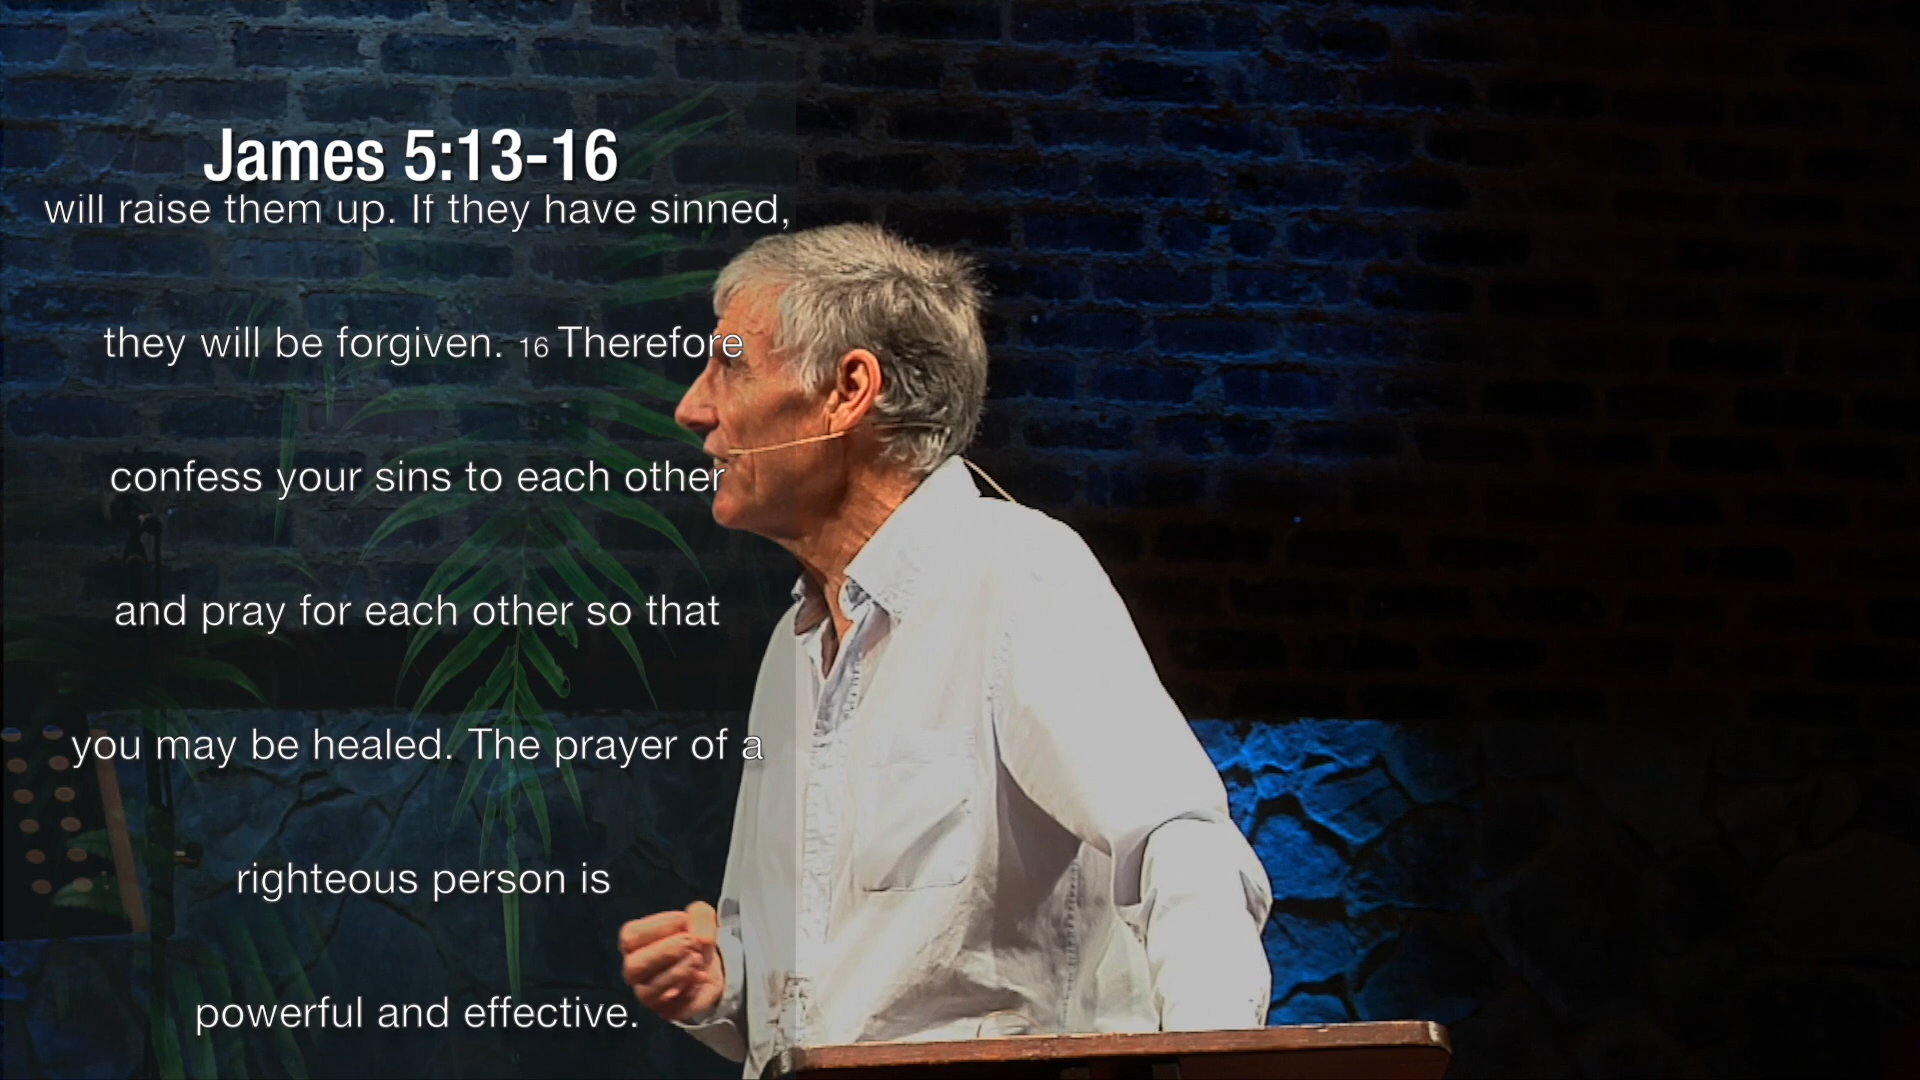 James 5:13-16
will raise them up. If they have sinned,
they will be forgiven. 16 Therefore
confess your sins to each other
and pray for each other so that
you may be healed. The prayer of a
righteous person is
powerful and effective.